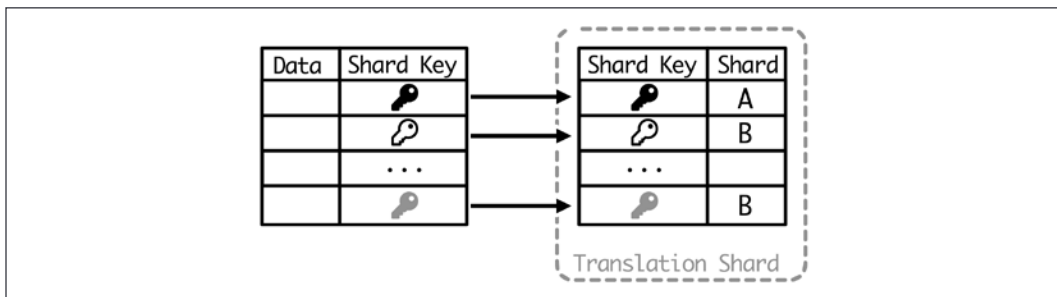 Data Shard Key
Shard Key Shard
A
B
...
...
B
Translation Shard